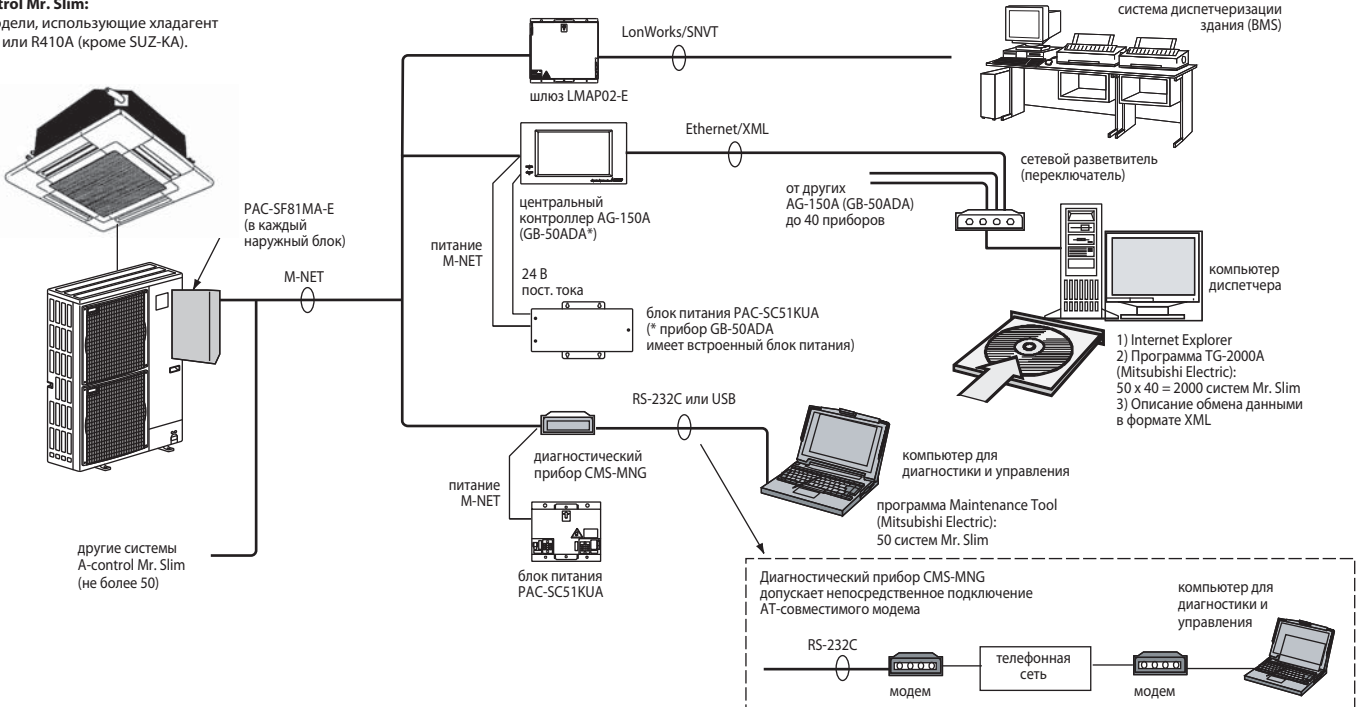 ntrol Mr. Slim:
одели, использующие хладагент
или R410A (кроме SUZ-KA).
PAC-SF81MA-E
(в каждый
наружный блок)
M-NET
другие системы
A-control Mr. Slim
(не более 50)
LonWorks/SNVT
шлюз LMAP02-E
система диспетчеризации
здания (BMS)
Ethernet/XML
центральный
контроллер AG-150A
(GB-50ADA*)
питание
M-NET
24 В
пост. тока
блок питания PAC-SC51KUA
(* прибор GB-50ADA
имеет встроенный блок питания)
от других
AG-150A (GB-50ADA)
до 40 приборов
сетевой разветвитель
(переключатель)
компьютер
диспетчера
1) Internet Explorer
2) Программа TG-2000A
(Mitsubishi Electric):
50 x 40 = 2000 систем Mr. Slim
3) Описание обмена данными
в формате XML
RS-232C или USB
диагностический
прибор CMS-MNG
питание
M-NET
блок питания
PAC-SC51KUA
компьютер для
диагностики и управления
программа Maintenance Tool
(Mitsubishi Electric):
50 систем Mr. Slim
Диагностический прибор CMS-MNG
допускает непосредственное подключение
АТ-совместимого модема
RS-232C
модем
телефонная
сеть
модем
компьютер для
диагностики и
управления